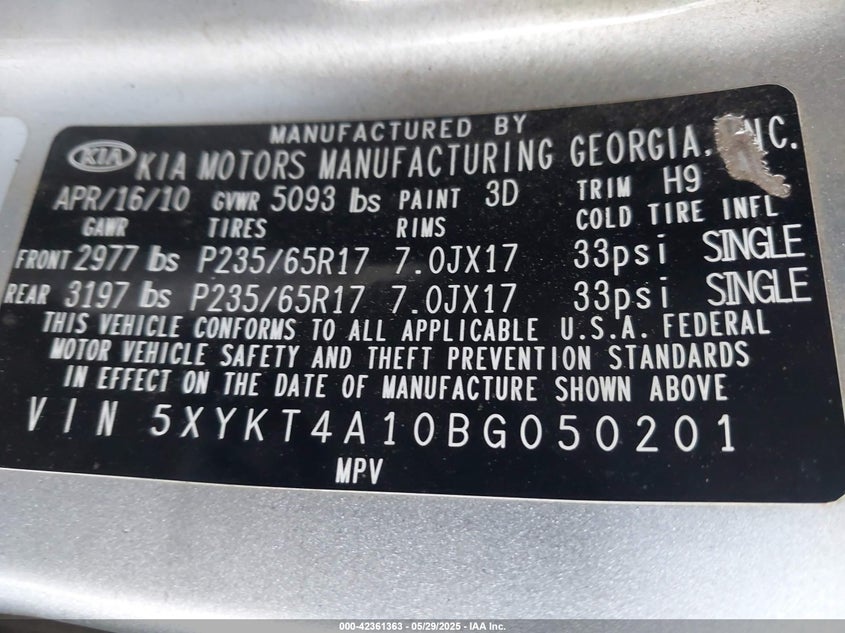 MANUFACTURED BY
KIA KIA MOTORS MANUFACTURING GEORGIA, INC.
APR/16/10 GVWR 5093 lbs PAINT 3D TRIM H9
GAWR TIRES RIMS COLD TIRE INFL
FRONT 2977 lbs P235/65R17 7.0JX17 33psi SINGLE
REAR 3197 lbs P235/65R17 7.0JX17 33psi SINGLE
THIS VEHICLE CONFORMS TO ALL APPLICABLE U.S.A. FEDERAL
MOTOR VEHICLE SAFETY AND THEFT PREVENTION STANDARDS
IN EFFECT ON THE DATE OF MANUFACTURE SHOWN ABOVE
VIN 5XYKT4A10BG050201
MPV
000-42361363 - 05/29/2025 - IAA Inc.